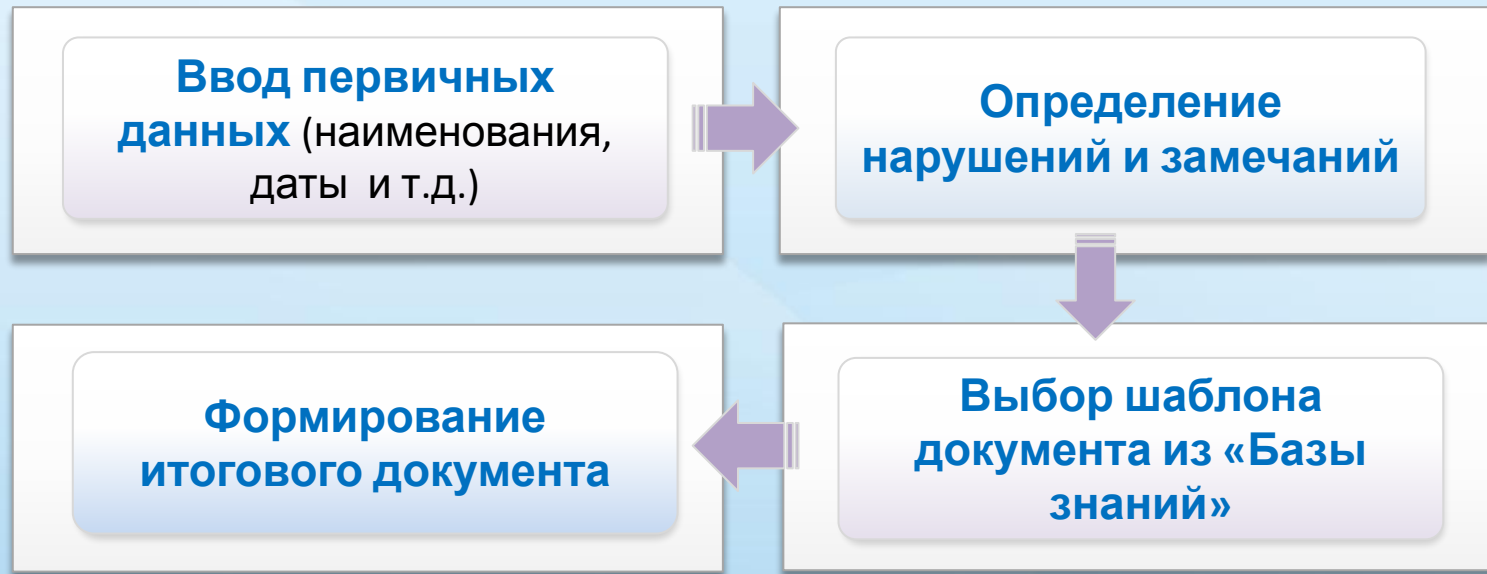 Ввод первичных
данных (наименования,
даты и т.д.)
Определение
нарушений и замечаний
Выбор шаблона
документа из «Базы
знаний»
Формирование
итогового документа